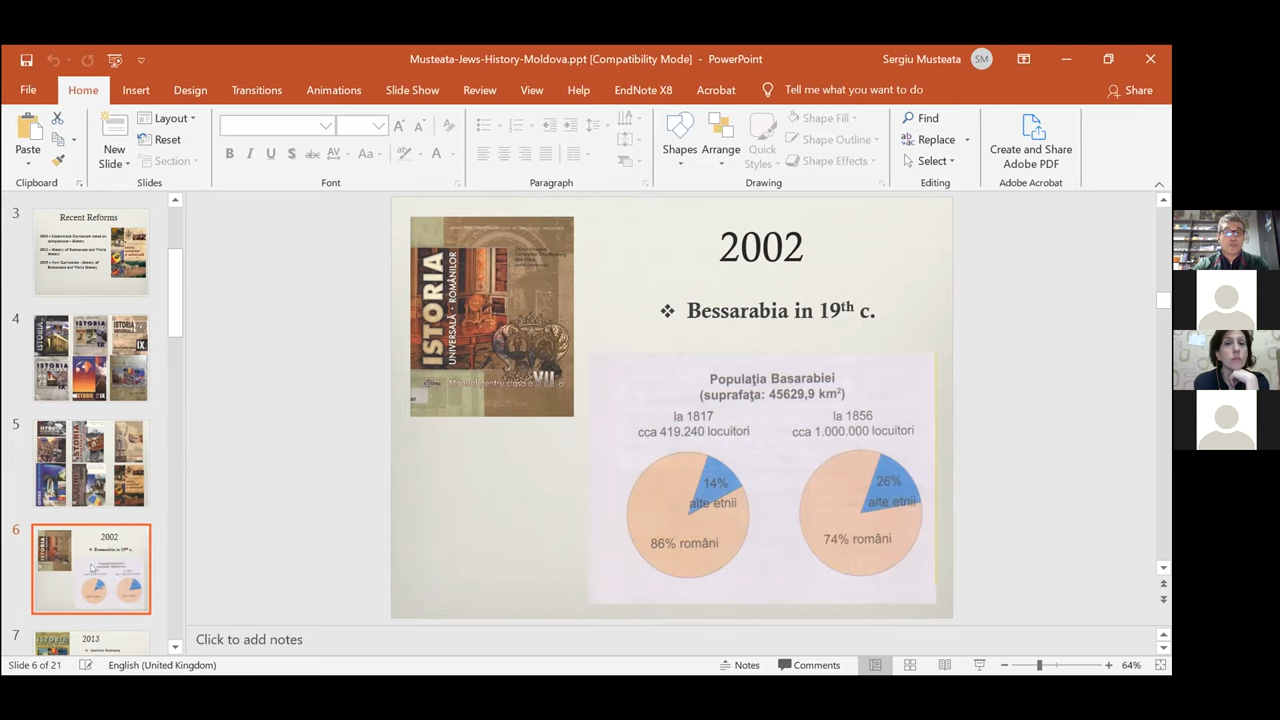 Musteata-Jews-History-Moldova.ppt [Compatibility Mode] - PowerPoint
Sergiu Musteata
SM
File
Home
Insert
Design
Transitions
Animations
Slide Show
Review
View
Help
EndNote X8
Acrobat
Tell me what you want to do
Share
Paste
Clipboard
New
Slide
Layout
Reset
Section
Slides
B I U S abc AV Aa A
Font
Paragraph
Shapes
Arrange
Quick
Styles
Shape Fill
Shape Outline
Shape Effects
Drawing
Find
Replace
Select
Editing
Create and Share
Adobe PDF
Adobe Acrobat
3
Recent Reforms
4
5
6
2002
Bessarabia in 19th c.
7
2013
ISTORIA
UNIVERSALĂ ROMÂNILOR
Manual pentru clasa a VII-a
2002
❖ Bessarabia in 19th c.
Populaţia Basarabiei
(suprafaţa: 45629,9 km²)
la 1817
cca 419.240 locuitori
la 1856
cca 1.000.000 locuitori
14%
alte etnii
86% români
26%
alte etnii
74% români
Click to add notes
Slide 6 of 21
English (United Kingdom)
Notes
Comments
64%